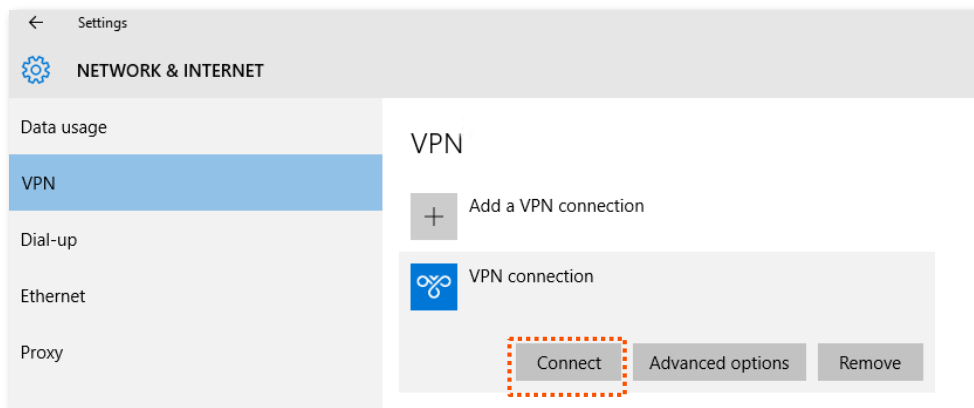 Settings
NETWORK & INTERNET
Data usage
VPN
Dial-up
Ethernet
Proxy
VPN
Add a VPN connection
VPN connection
Connect
Advanced options
Remove